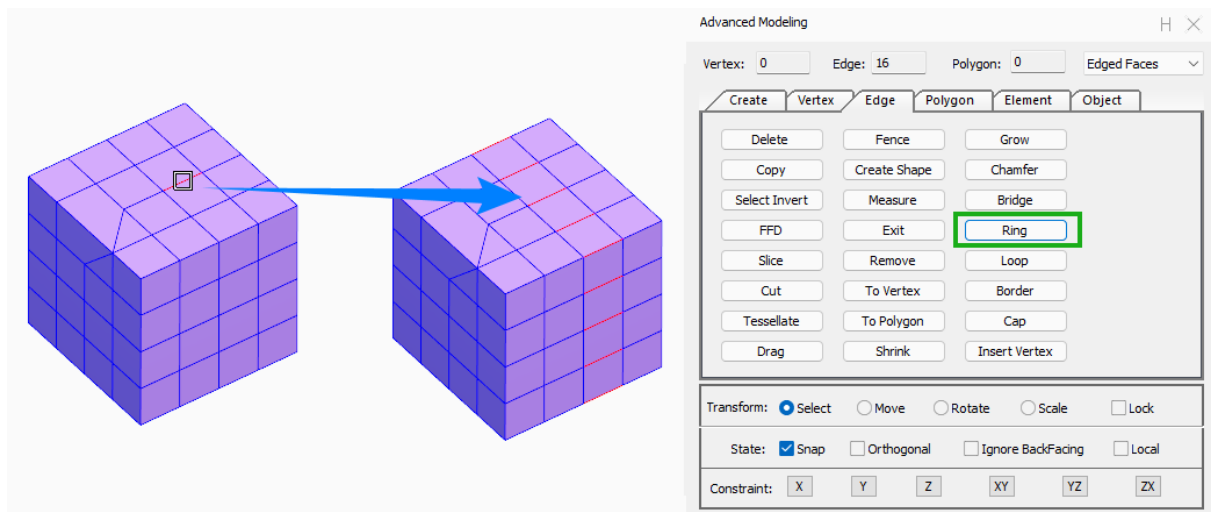 Advanced Modeling H
Vertex: 0 Edge: 16 Polygon: 0 Edged Faces
Create Vertex Edge Polygon Element Object
Delete Fence Grow
Copy Create Shape Chamfer
Select Invert Measure Bridge
FFD Exit Ring
Slice Remove Loop
Cut To Vertex Border
Tessellate To Polygon Cap
Drag Shrink Insert Vertex
Transform: Select Move Rotate Scale Lock
State: Snap Orthogonal Ignore BackFacing Local
Constraint: X Y Z XY YZ ZX